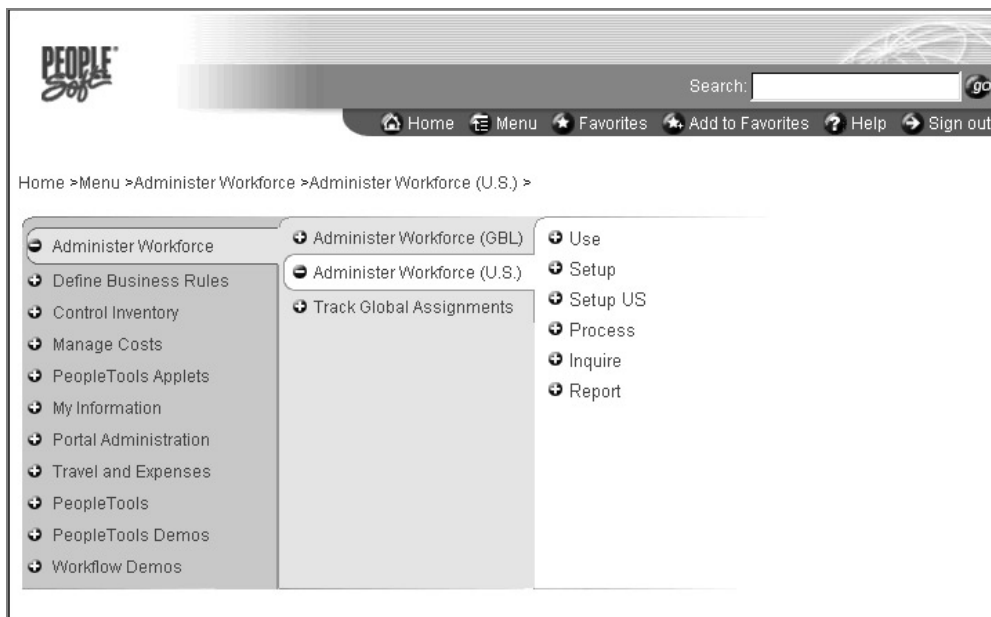 PEOPLE
Soft
Search:
go
Home Menu Favorites Add to Favorites Help Sign out
Home >Menu >Administer Workforce >Administer Workforce (U.S.) >
Administer Workforce
Define Business Rules
Control Inventory
Manage Costs
PeopleTools Applets
My Information
Portal Administration
Travel and Expenses
PeopleTools
PeopleTools Demos
Workflow Demos
Administer Workforce (GBL)
Administer Workforce (U.S.)
Track Global Assignments
Use
Setup
Setup US
Process
Inquire
Report